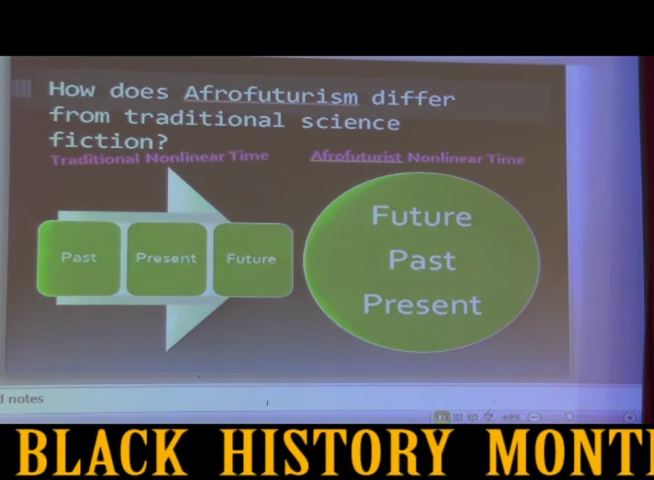 How does Afrofuturism differ
from traditional science
fiction?
Traditional Nonlinear Time
Afrofuturist Nonlinear Time
Past
Present
Future
Future
Past
Present
d notes
BLACK HISTORY MONT